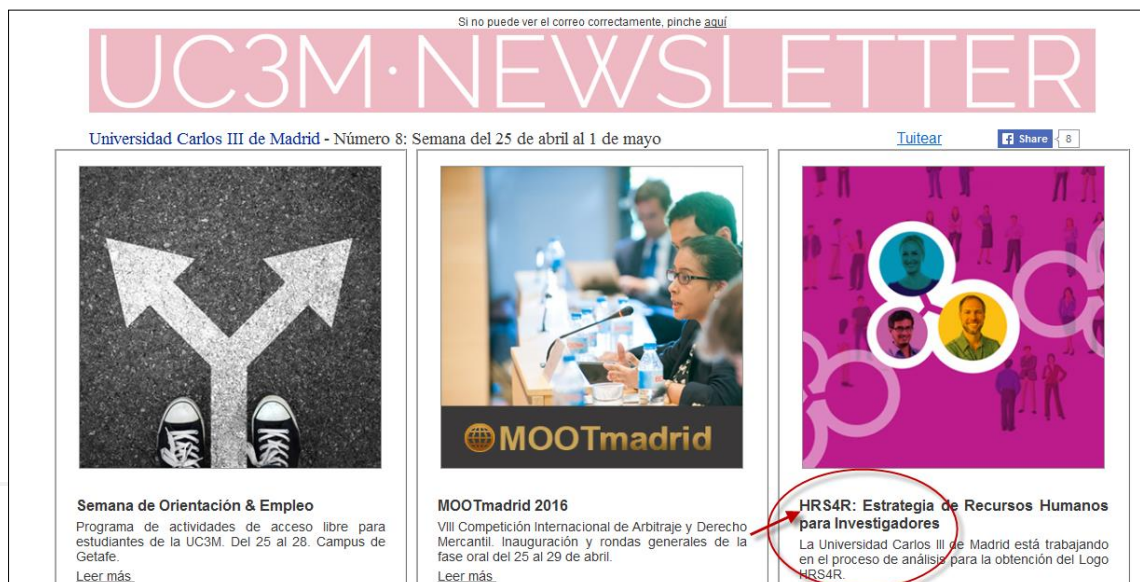 Si no puede ver el correo correctamente, pinche aquí
UC3M·NEWSLETTER
Universidad Carlos III de Madrid - Número 8: Semana del 25 de abril al 1 de mayo
Tuitear
Share 8
MOOTmadrid
Semana de Orientación & Empleo
Programa de actividades de acceso libre para
estudiantes de la UC3M. Del 25 al 28. Campus de
Getafe.
Leer más
MOOTmadrid 2016
VIII Competición Internacional de Arbitraje y Derecho
Mercantil. Inauguración y rondas generales de la
fase oral del 25 al 29 de abril.
Leer más
HRS4R: Estrategia de Recursos Humanos
para Investigadores
La Universidad Carlos III de Madrid está trabajando
en el proceso de análisis para la obtención del Logo
HRS4R.